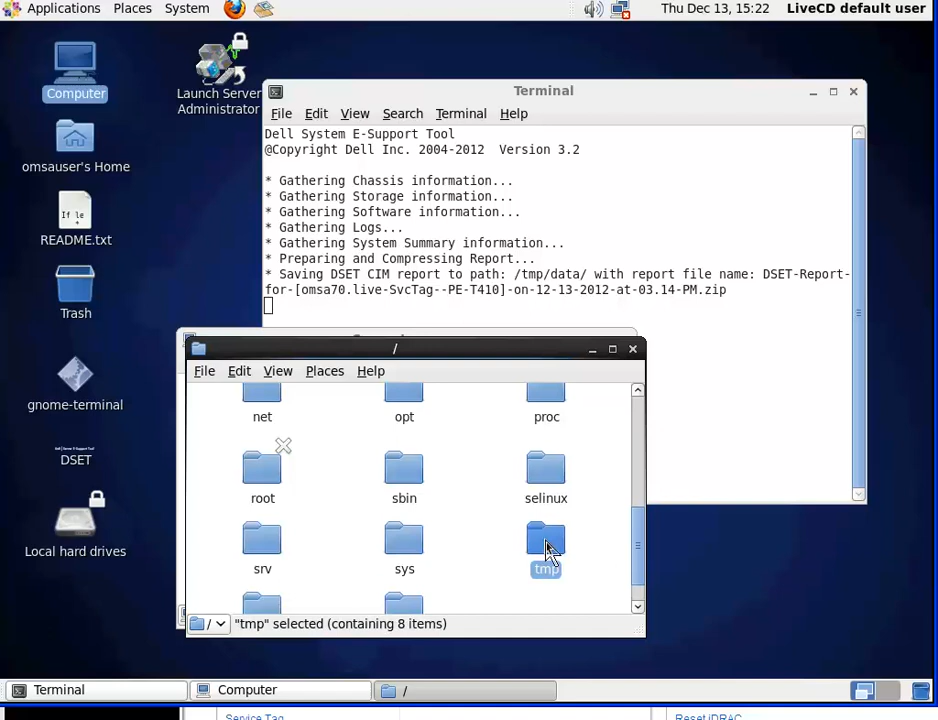 Applications Places System
Thu Dec 13, 15:22 LiveCD default user
Computer
Launch Server
Administrator
omsauser's Home
If le
README.txt
Trash
gnome-terminal
DSET
Local hard drives
Terminal
File Edit View Search Terminal Help
Dell System E-Support Tool
@Copyright Dell Inc. 2004-2012 Version 3.2
* Gathering Chassis information...
* Gathering Storage information...
* Gathering Software information...
* Gathering Logs...
* Gathering System Summary information...
* Preparing and Compressing Report...
* Saving DSET CIM report to path: /tmp/data/ with report file name: DSET-Report-
for-[omsa70.live-SvcTag--PE-T410]-on-12-13-2012-at-03.14-PM.zip
/
File Edit View Places Help
net opt proc
root sbin selinux
srv sys tmp
/ "tmp" selected (containing 8 items)
Terminal Computer /
Service Tag Reset iDRAC